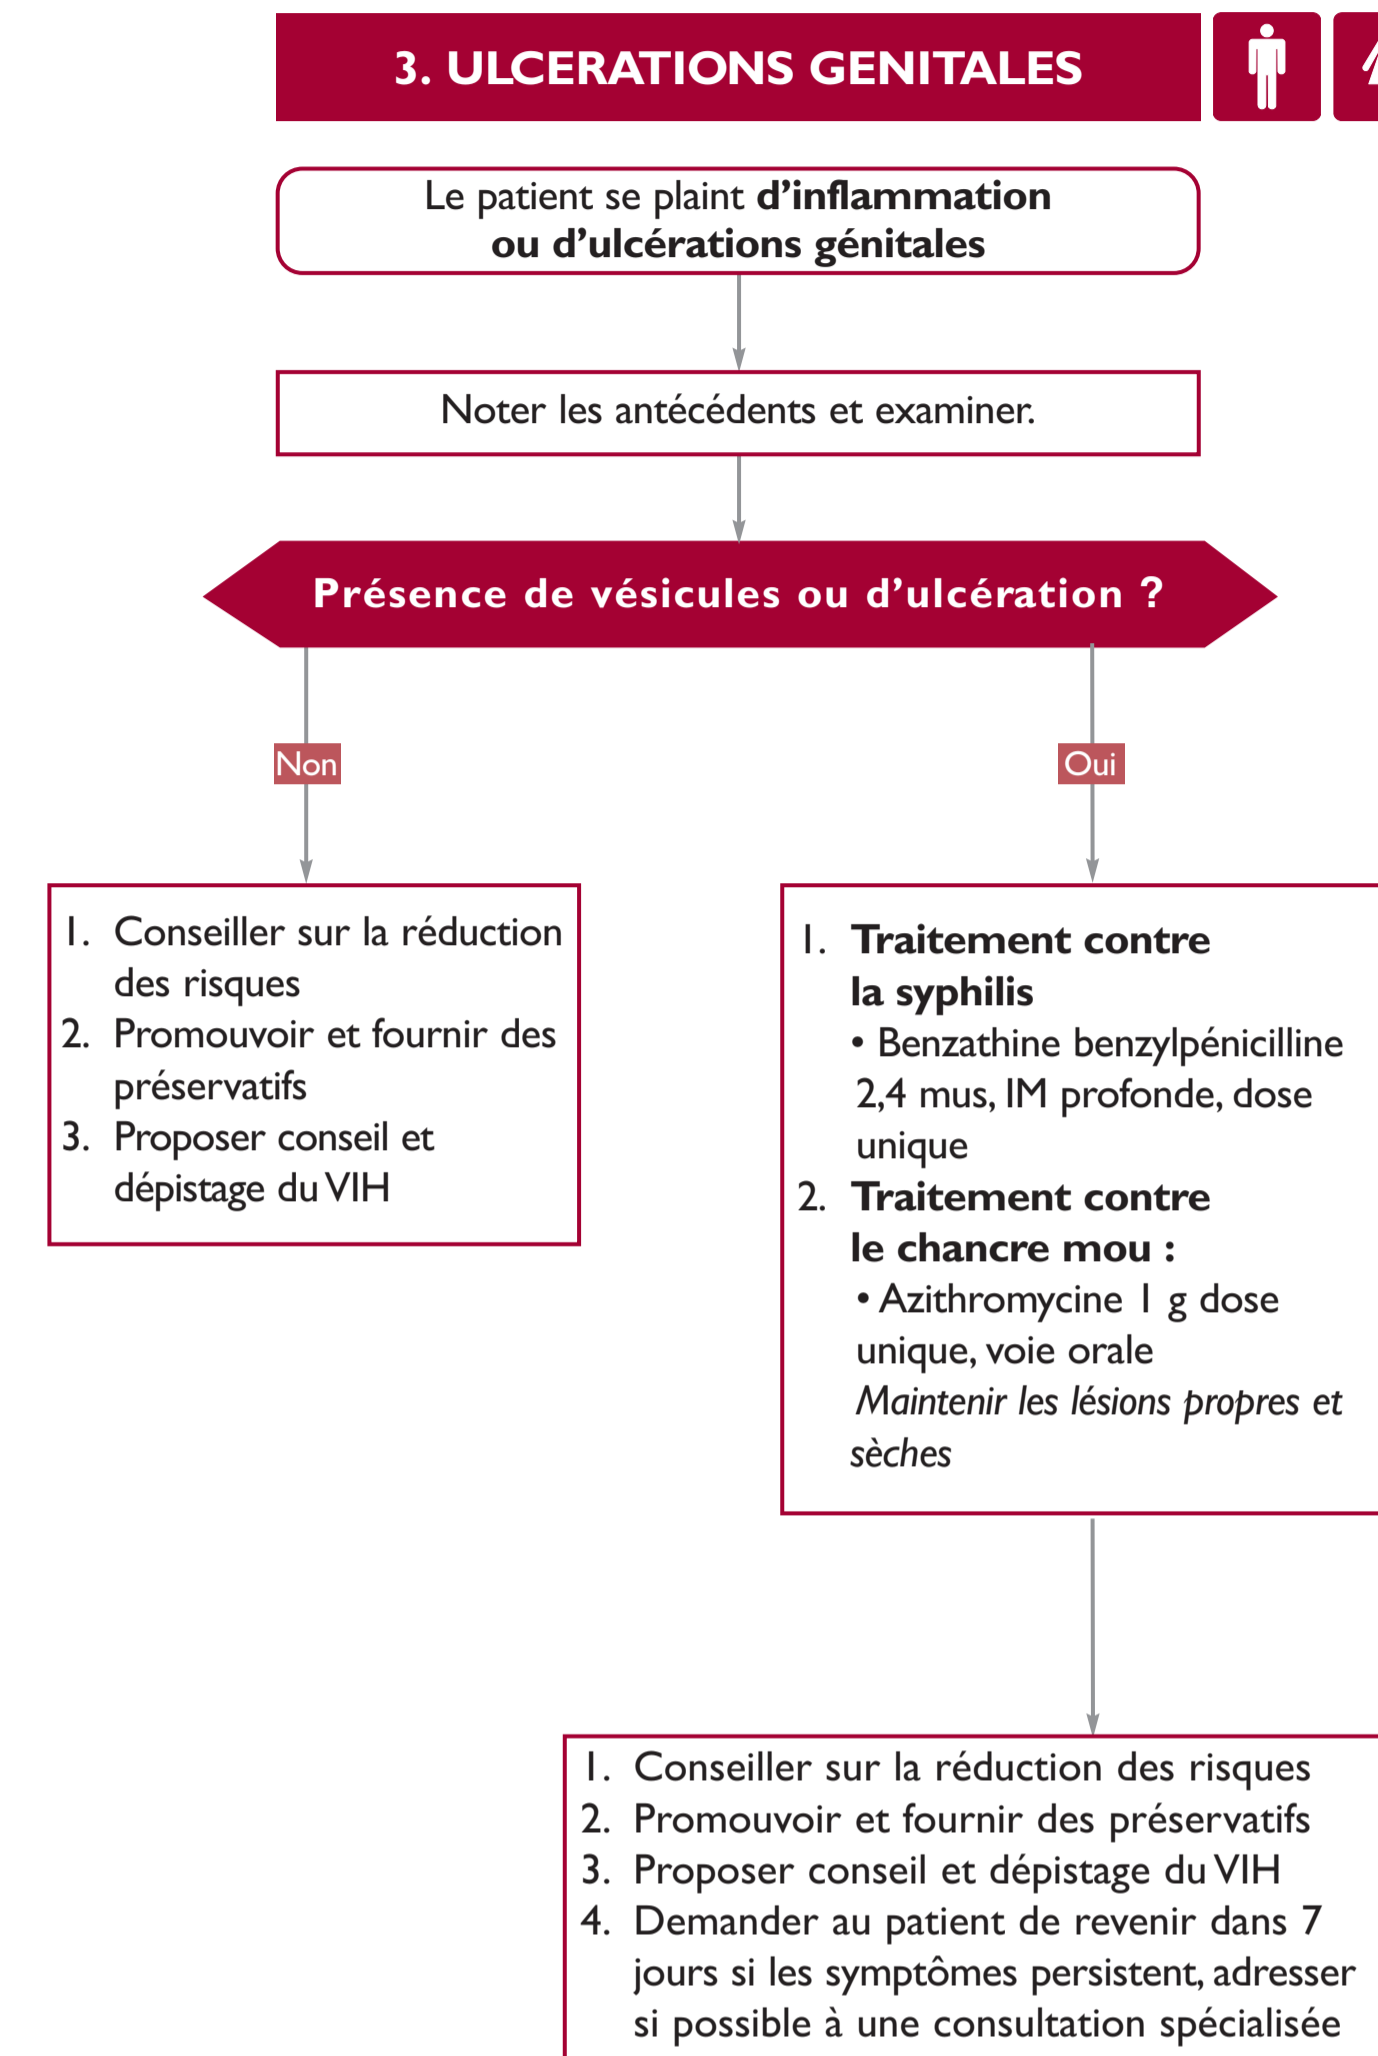 3. ULCERATIONS GENITALES
Le patient se plaint d’inflammation
ou d’ulcérations génitales
Noter les antécédents et examiner.
Présence de vésicules ou d’ulcération ?
Non
Oui
1. Conseiller sur la réduction
des risques
2. Promouvoir et fournir des
préservatifs
3. Proposer conseil et
dépistage du VIH
1. Traitement contre
la syphilis
• Benzathine benzylpénicilline
2,4 mus, IM profonde, dose
unique
2. Traitement contre
le chancre mou :
• Azithromycine 1 g dose
unique, voie orale
Maintenir les lésions propres et
sèches
1. Conseiller sur la réduction des risques
2. Promouvoir et fournir des préservatifs
3. Proposer conseil et dépistage du VIH
4. Demander au patient de revenir dans 7
jours si les symptômes persistent, adresser
si possible à une consultation spécialisée